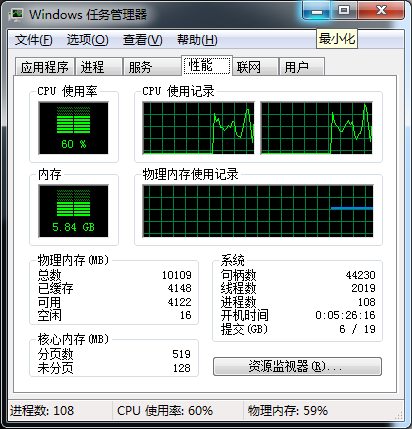 Windows 任务管理器
文件(F) 选项(O) 查看(V) 帮助(H)
最小化
应用程序 进程 服务 性能 联网 用户
CPU 使用率 CPU 使用记录
60 %
内存 物理内存使用记录
5.84 GB
物理内存(MB)
总数 10109
已缓存 4148
可用 4122
空闲 16
核心内存(MB)
分页数 519
未分页 128
系统
句柄数 44230
线程数 2019
进程数 108
开机时间 0:05:26:16
提交(GB) 6 / 19
资源监视器(R)...
进程数: 108 CPU 使用率: 60% 物理内存: 59%